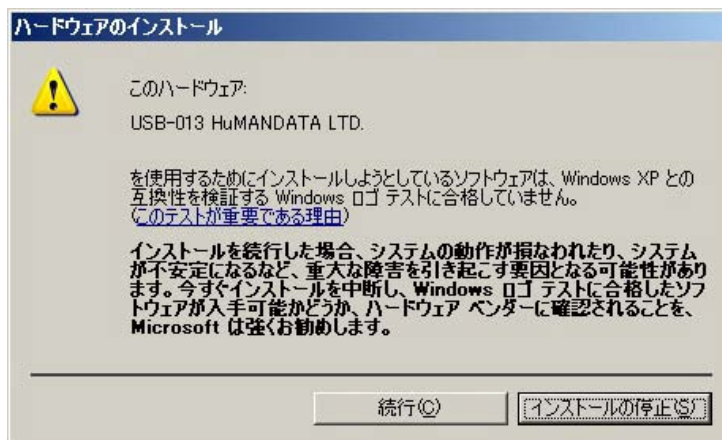 ハードウェアのインストール
このハードウェア:
USB-013 HuMANDATA LTD.
を使用するためにインストールしようとしているソフトウェアは、Windows XP との
互換性を検証する Windows ロゴ テストに合格していません。
(このテストが重要である理由)
インストールを続行した場合、システムの動作が損なわれたり、システム
が不安定になるなど、重大な障害を引き起こす要因となる可能性があり
ます。今すぐインストールを中断し、Windows ロゴ テストに合格したソフ
トウェアが入手可能かどうか、ハードウェア ベンダーに確認されることを、
Microsoft は強くお勧めします。
続行(C) インストールの停止(S)